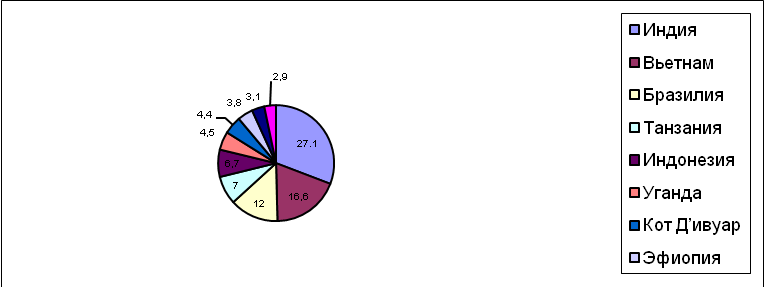 2,9
3,1
3,8
4,4
4,5
6,7
7
12
16,6
27.1
Индия
Вьетнам
Бразилия
Танзания
Индонезия
Уганда
Кот Д'ивуар
Эфиопия